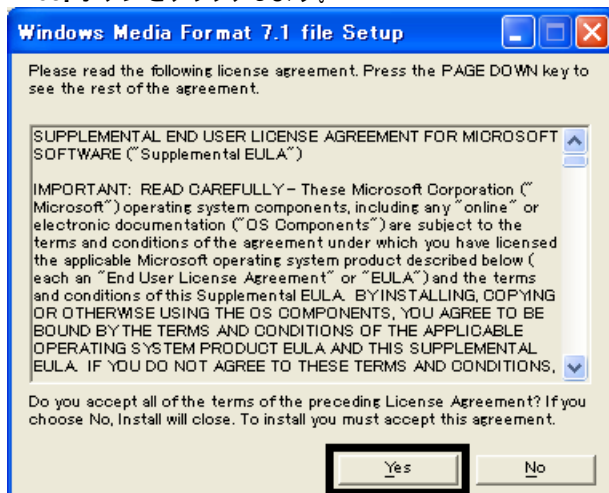 Windows Media Format 7.1 file Setup
Please read the following license agreement. Press the PAGE DOWN key to
see the rest of the agreement.
SUPPLEMENTAL END USER LICENSE AGREEMENT FOR MICROSOFT
SOFTWARE ("Supplemental EULA")
IMPORTANT: READ CAREFULLY - These Microsoft Corporation ("
Microsoft") operating system components, including any "online" or
electronic documentation ("OS Components") are subject to the
terms and conditions of the agreement under which you have licensed
the applicable Microsoft operating system product described below (
each an "End User License Agreement" or "EULA") and the terms
and conditions of this Supplemental EULA. BY INSTALLING, COPYING
OR OTHERWISE USING THE OS COMPONENTS, YOU AGREE TO BE
BOUND BY THE TERMS AND CONDITIONS OF THE APPLICABLE
OPERATING SYSTEM PRODUCT EULA AND THIS SUPPLEMENTAL
EULA. IF YOU DO NOT AGREE TO THESE TERMS AND CONDITIONS,
Do you accept all of the terms of the preceding License Agreement? If you
choose No, Install will close. To install you must accept this agreement.
Yes
No